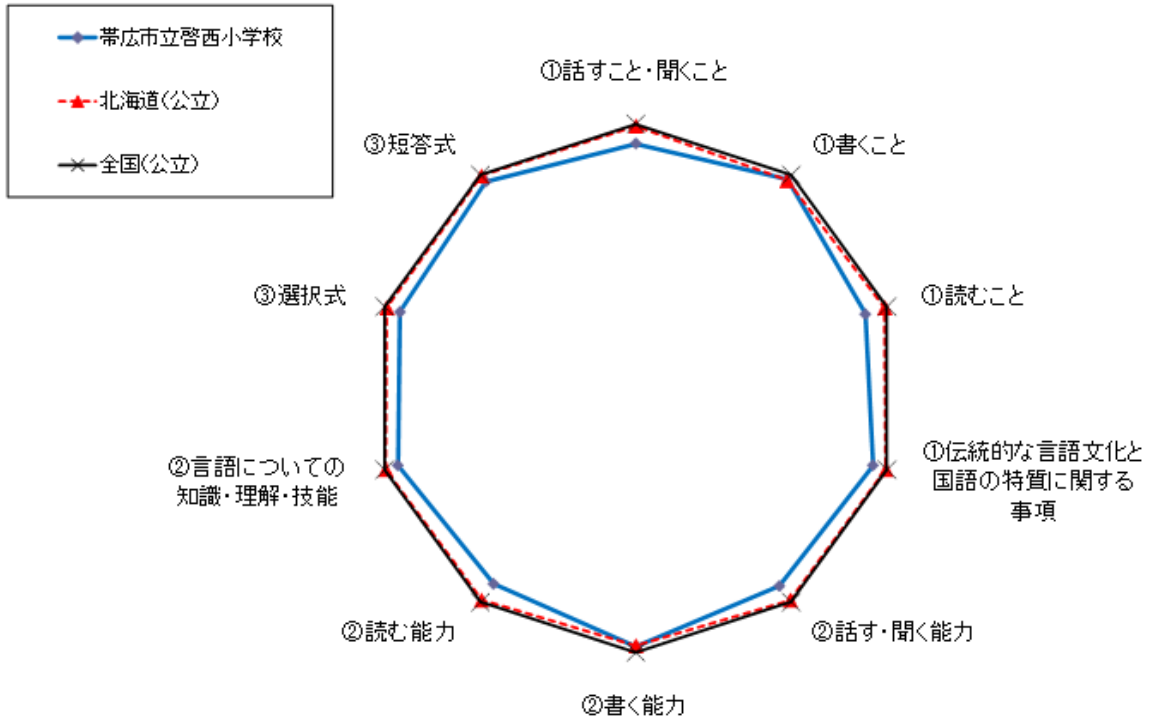 帯広市立啓西小学校
北海道(公立)
全国(公立)
①話すこと・聞くこと
①書くこと
①読むこと
①伝統的な言語文化と
国語の特質に関する
事項
②話す・聞く能力
②書く能力
②読む能力
②言語についての
知識・理解・技能
③選択式
③短答式